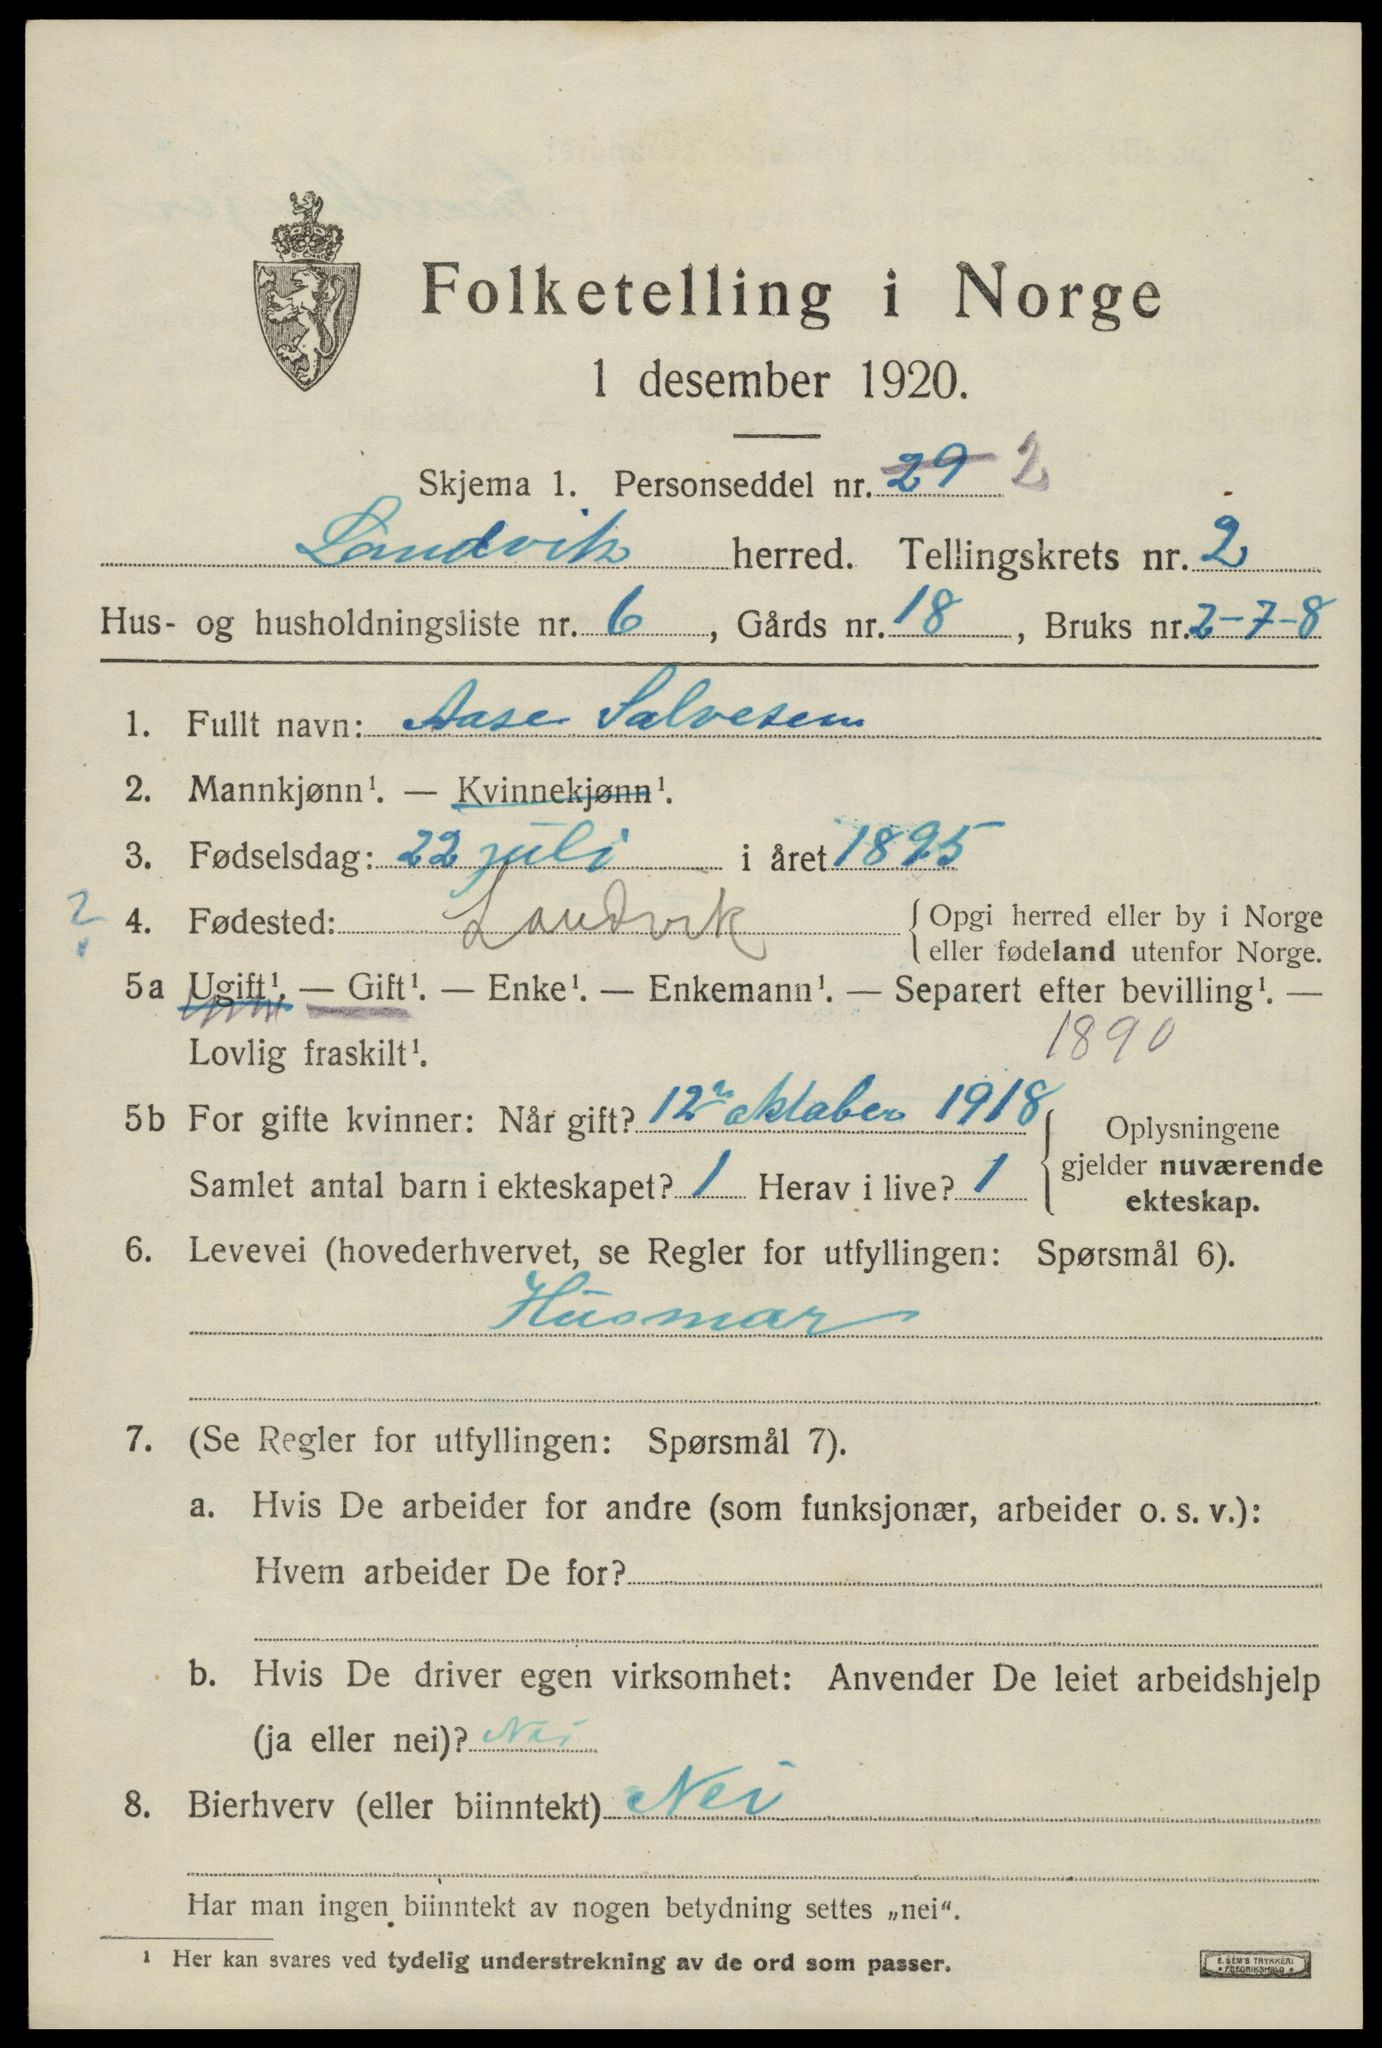 Folketelling i Norge
1 desember 1920.
Skjema 1. Personseddel nr. 29 2
Landvik herred. Tellingskrets nr. 2
Hus- og husholdningsliste nr. 6, Gårds nr. 18, Bruks nr. 2-7-8
1. Fullt navn: Aase Salvesen
2. Mannkjønn¹. — Kvinnekjønn¹.
3. Fødselsdag: 22 juli i året 1895
? 4. Fødested: Landvik { Opgi herred eller by i Norge
eller fødeland utenfor Norge.
5a Ugift¹. — Gift¹. — Enke¹. — Enkemann¹. — Separert efter bevilling¹. —
Lovlig fraskilt¹. 1890
5b For gifte kvinner: Når gift? 12 oktober 1918
Samlet antal barn i ekteskapet? 1 Herav i live? 1
Oplysningene
gjelder nuværende
ekteskap.
6. Levevei (hovederhvervet, se Regler for utfyllingen: Spørsmål 6).
Husmor
7. (Se Regler for utfyllingen: Spørsmål 7).
a. Hvis De arbeider for andre (som funksjonær, arbeider o. s. v.):
Hvem arbeider De for?
b. Hvis De driver egen virksomhet: Anvender De leiet arbeidshjelp
(ja eller nei)? Nei
8. Bierhverv (eller biinntekt) Nei
Har man ingen biinntekt av nogen betydning settes „nei“.
¹ Her kan svares ved tydelig understrekning av de ord som passer.
E. SEM'S TRYKKERI
FREDRIKSHALD